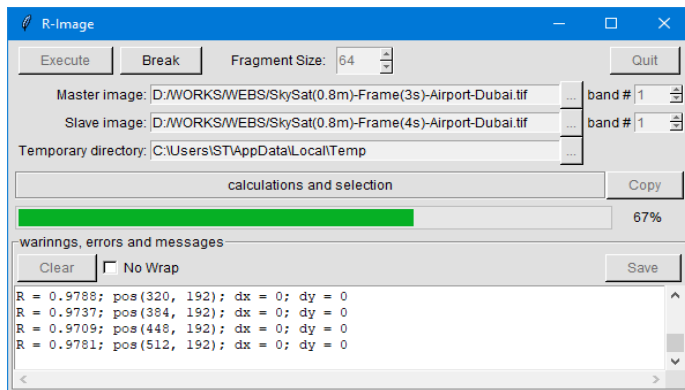 R-Image
Execute Break Fragment Size: 64 Quit
Master image: D:/WORKS/WEBS/SkySat(0.8m)-Frame(3s)-Airport-Dubai.tif ... band # 1
Slave image: D:/WORKS/WEBS/SkySat(0.8m)-Frame(4s)-Airport-Dubai.tif ... band # 1
Temporary directory: C:\Users\ST\AppData\Local\Temp ...
calculations and selection Copy
67%
warinngs, errors and messages
Clear No Wrap Save
R = 0.9788; pos(320, 192); dx = 0; dy = 0
R = 0.9737; pos(384, 192); dx = 0; dy = 0
R = 0.9709; pos(448, 192); dx = 0; dy = 0
R = 0.9781; pos(512, 192); dx = 0; dy = 0